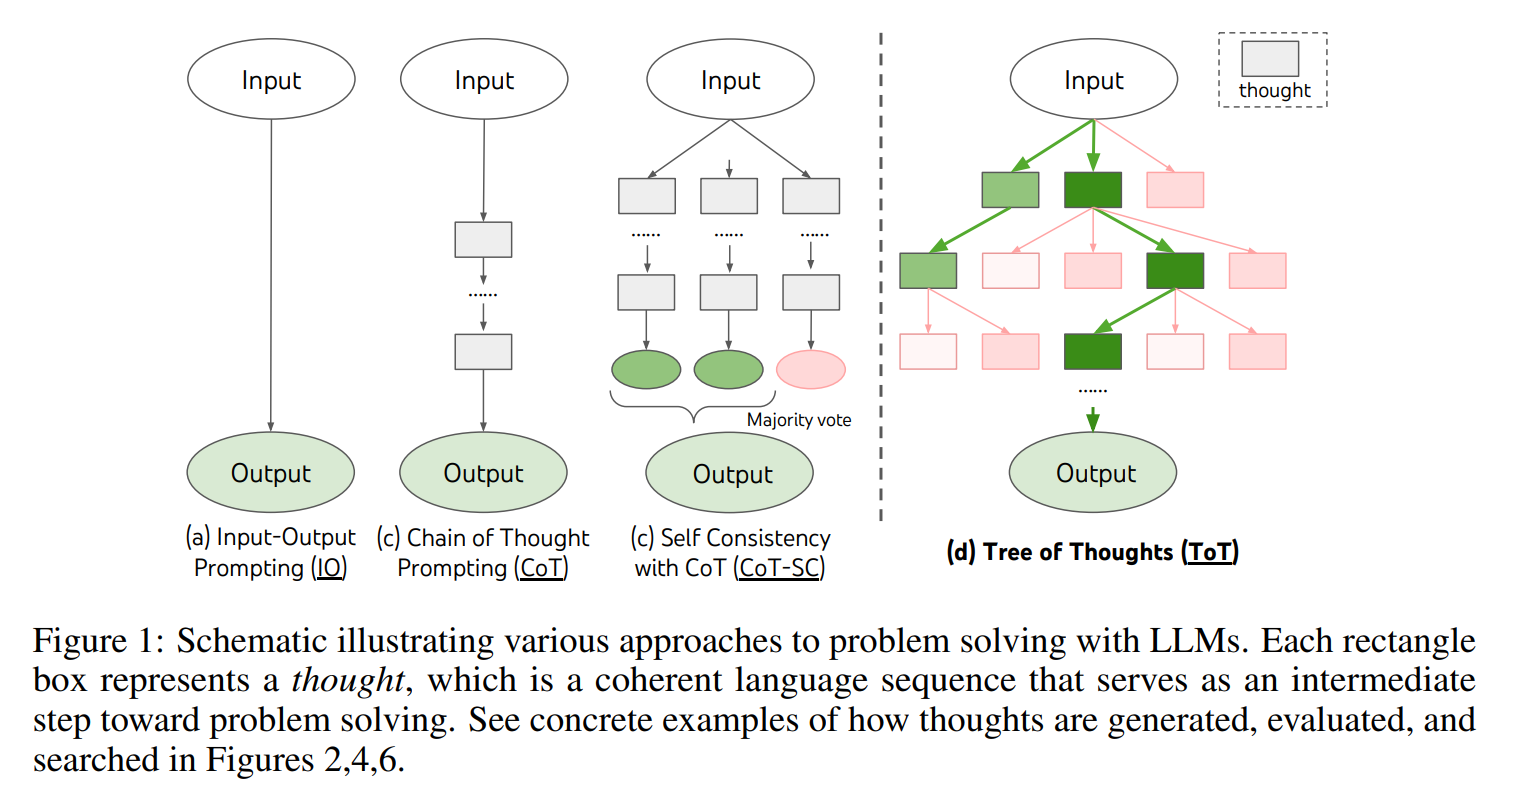 Input
Input
Input
Input
thought
......
......
......
......
......
Majority vote
Output
Output
Output
Output
(a) Input-Output
Prompting (IO)
(c) Chain of Thought
Prompting (CoT)
(c) Self Consistency
with CoT (CoT-SC)
(d) Tree of Thoughts (ToT)
Figure 1: Schematic illustrating various approaches to problem solving with LLMs. Each rectangle
box represents a thought, which is a coherent language sequence that serves as an intermediate
step toward problem solving. See concrete examples of how thoughts are generated, evaluated, and
searched in Figures 2,4,6.